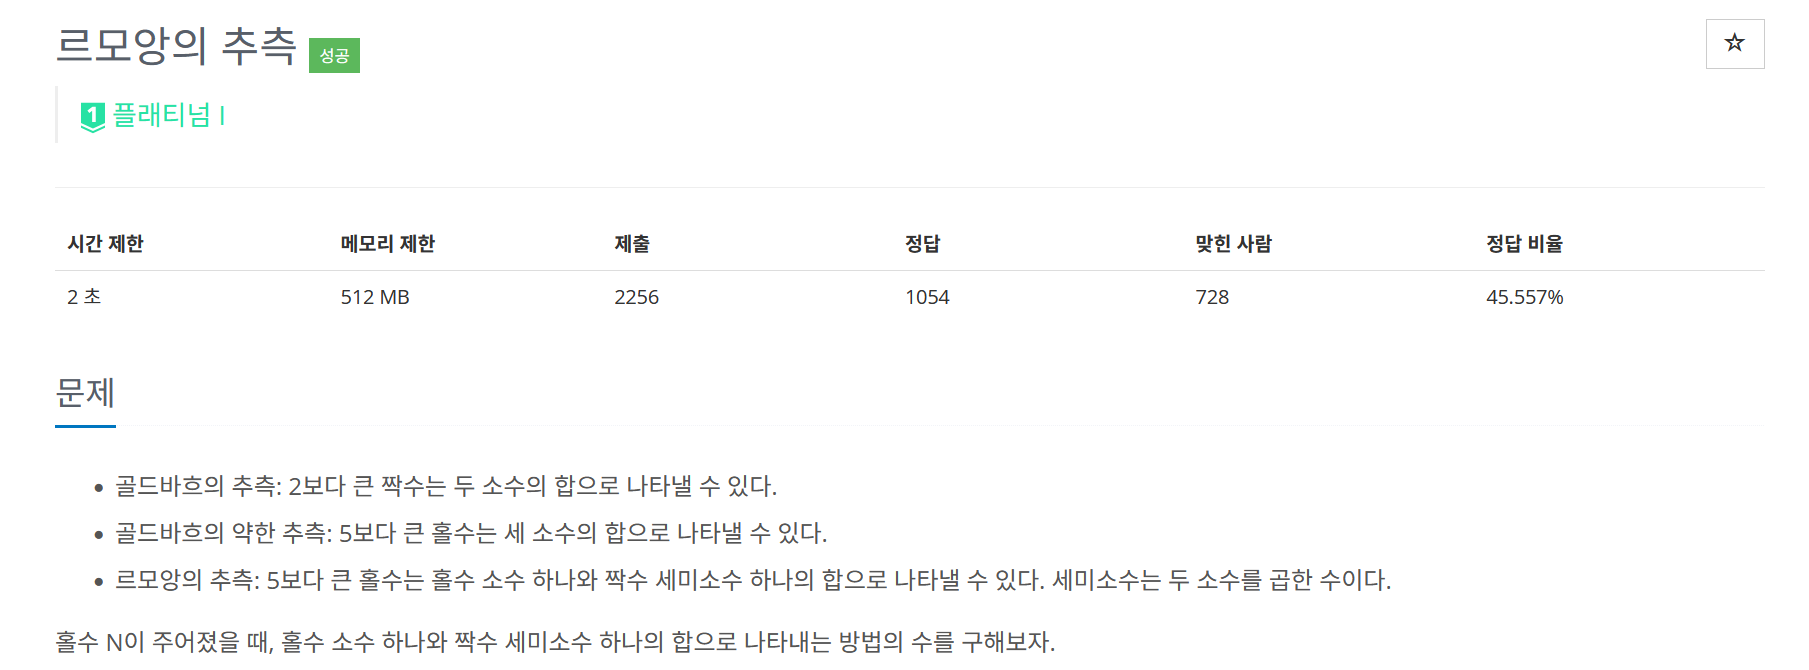 르모앙의 추측 성공
1 플래티넘 I
시간 제한 메모리 제한 제출 정답 맞힌 사람 정답 비율
2 초 512 MB 2256 1054 728 45.557%
문제
골드바흐의 추측: 2보다 큰 짝수는 두 소수의 합으로 나타낼 수 있다.
골드바흐의 약한 추측: 5보다 큰 홀수는 세 소수의 합으로 나타낼 수 있다.
르모앙의 추측: 5보다 큰 홀수는 홀수 소수 하나와 짝수 세미소수 하나의 합으로 나타낼 수 있다. 세미소수는 두 소수를 곱한 수이다.
홀수 N이 주어졌을 때, 홀수 소수 하나와 짝수 세미소수 하나의 합으로 나타내는 방법의 수를 구해보자.